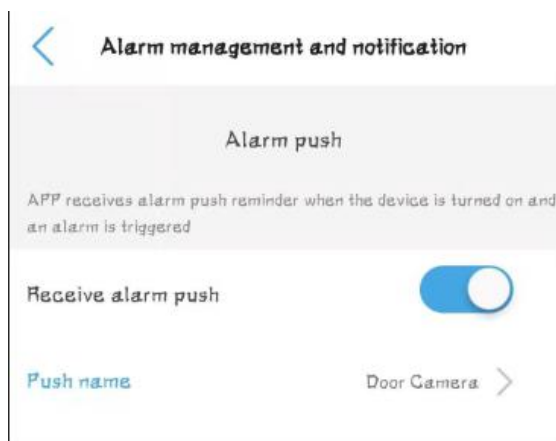 Alarm management and notification
Alarm push
APP receives alarm push reminder when the device is turned on and
an alarm is triggered
Receive alarm push
Push name
Door Camera